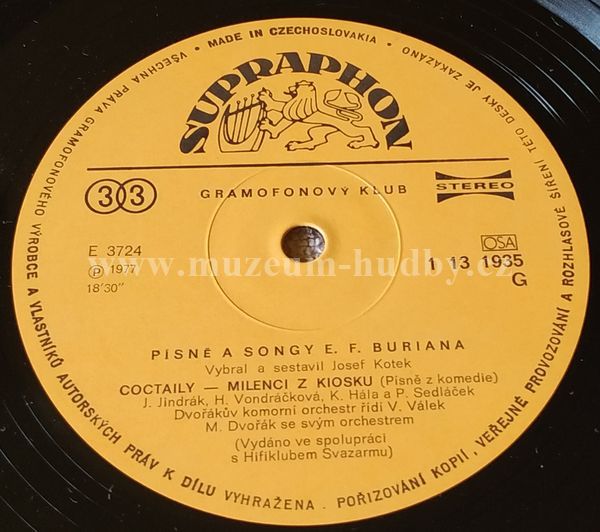 VŠECHNA PRÁVA GRAMOFONOVÉHO VÝROBCE A VLASTNÍKŮ AUTORSKÝCH PRÁV K DÍLU VYHRAŽENA. POŘIZOVÁNÍ KOPIÍ, VEŘEJNÉ PROVOZOVÁNÍ A ROZHLASOVÉ ŠÍŘENÍ TÉTO DESKY JE ZAKÁZÁNO
• MADE IN CZECHOSLOVAKIA •
SUPRAPHON
33
GRAMOFONOVÝ KLUB
STEREO
E 3724
Ⓟ 1977
18'30"
OSA
1 13 1935
G
www.muzeum-hudby.cz
PÍSNĚ A SONGY E. F. BURIANA
Vybral a sestavil Josef Kotek
COCTAILY — MILENCI Z KIOSKU (Písně z komedie)
J. Jindrák, H. Vondráčková, K. Hála a P. Sedláček
Dvořákův komorní orchestr řídí V. Válek
M. Dvořák se svým orchestrem
(Vydáno ve spolupráci
s Hifiklubem Svazarmu)